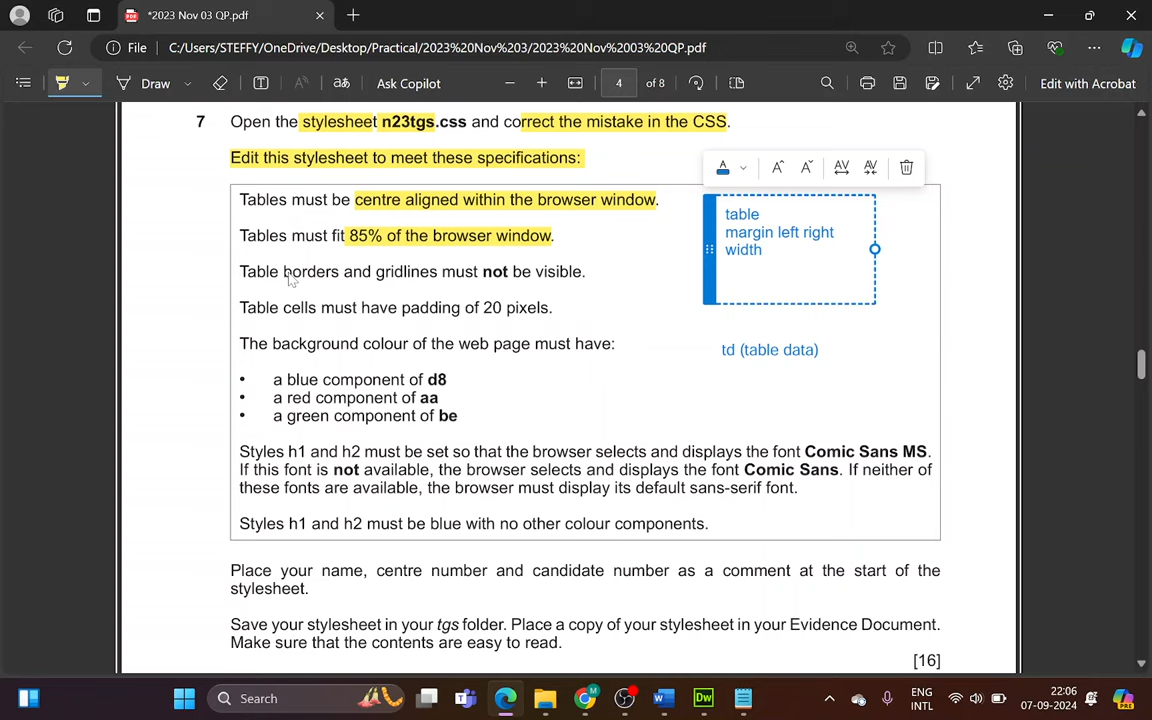 *2023 Nov 03 QP.pdf
File C:/Users/STEFFY/OneDrive/Desktop/Practical/2023%20Nov%203/2023%20Nov%2003%20QP.pdf
Draw aあ Ask Copilot 4 of 8 Edit with Acrobat
7 Open the stylesheet n23tgs.css and correct the mistake in the CSS.
Edit this stylesheet to meet these specifications:
Tables must be centre aligned within the browser window.
Tables must fit 85% of the browser window.
Table borders and gridlines must not be visible.
Table cells must have padding of 20 pixels.
The background colour of the web page must have:
• a blue component of d8
• a red component of aa
• a green component of be
Styles h1 and h2 must be set so that the browser selects and displays the font Comic Sans MS.
If this font is not available, the browser selects and displays the font Comic Sans. If neither of
these fonts are available, the browser must display its default sans-serif font.
Styles h1 and h2 must be blue with no other colour components.
A A A AV AV
table
margin left right
width
td (table data)
Place your name, centre number and candidate number as a comment at the start of the
stylesheet.
Save your stylesheet in your tgs folder. Place a copy of your stylesheet in your Evidence Document.
Make sure that the contents are easy to read.
[16]
Search
Dw
ENG
INTL
22:06
07-09-2024
PRE